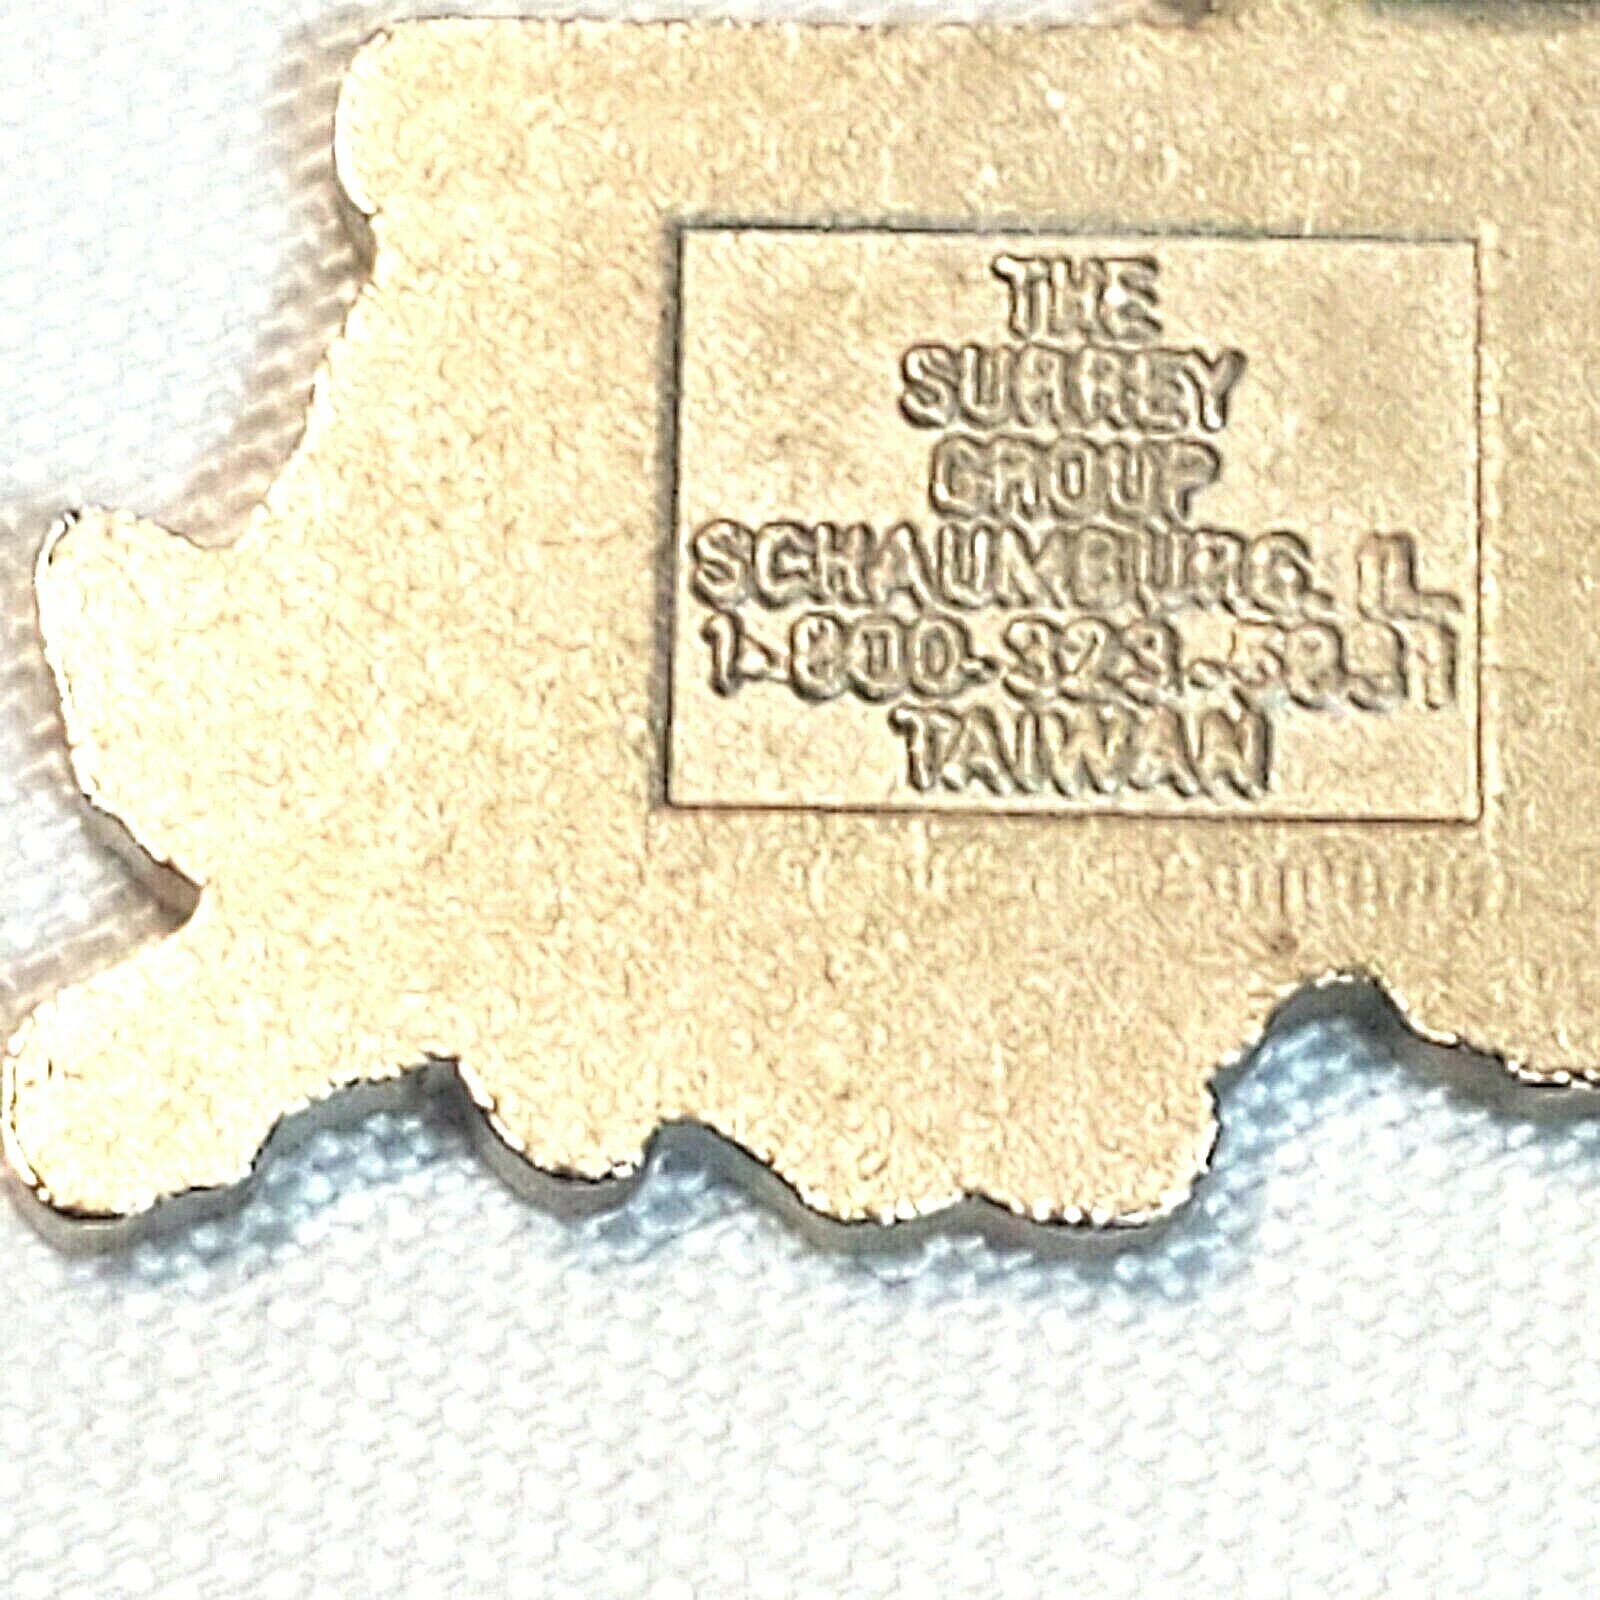 THE
SURREY
GROUP
SCHAUMBURG, IL
TAIWAN